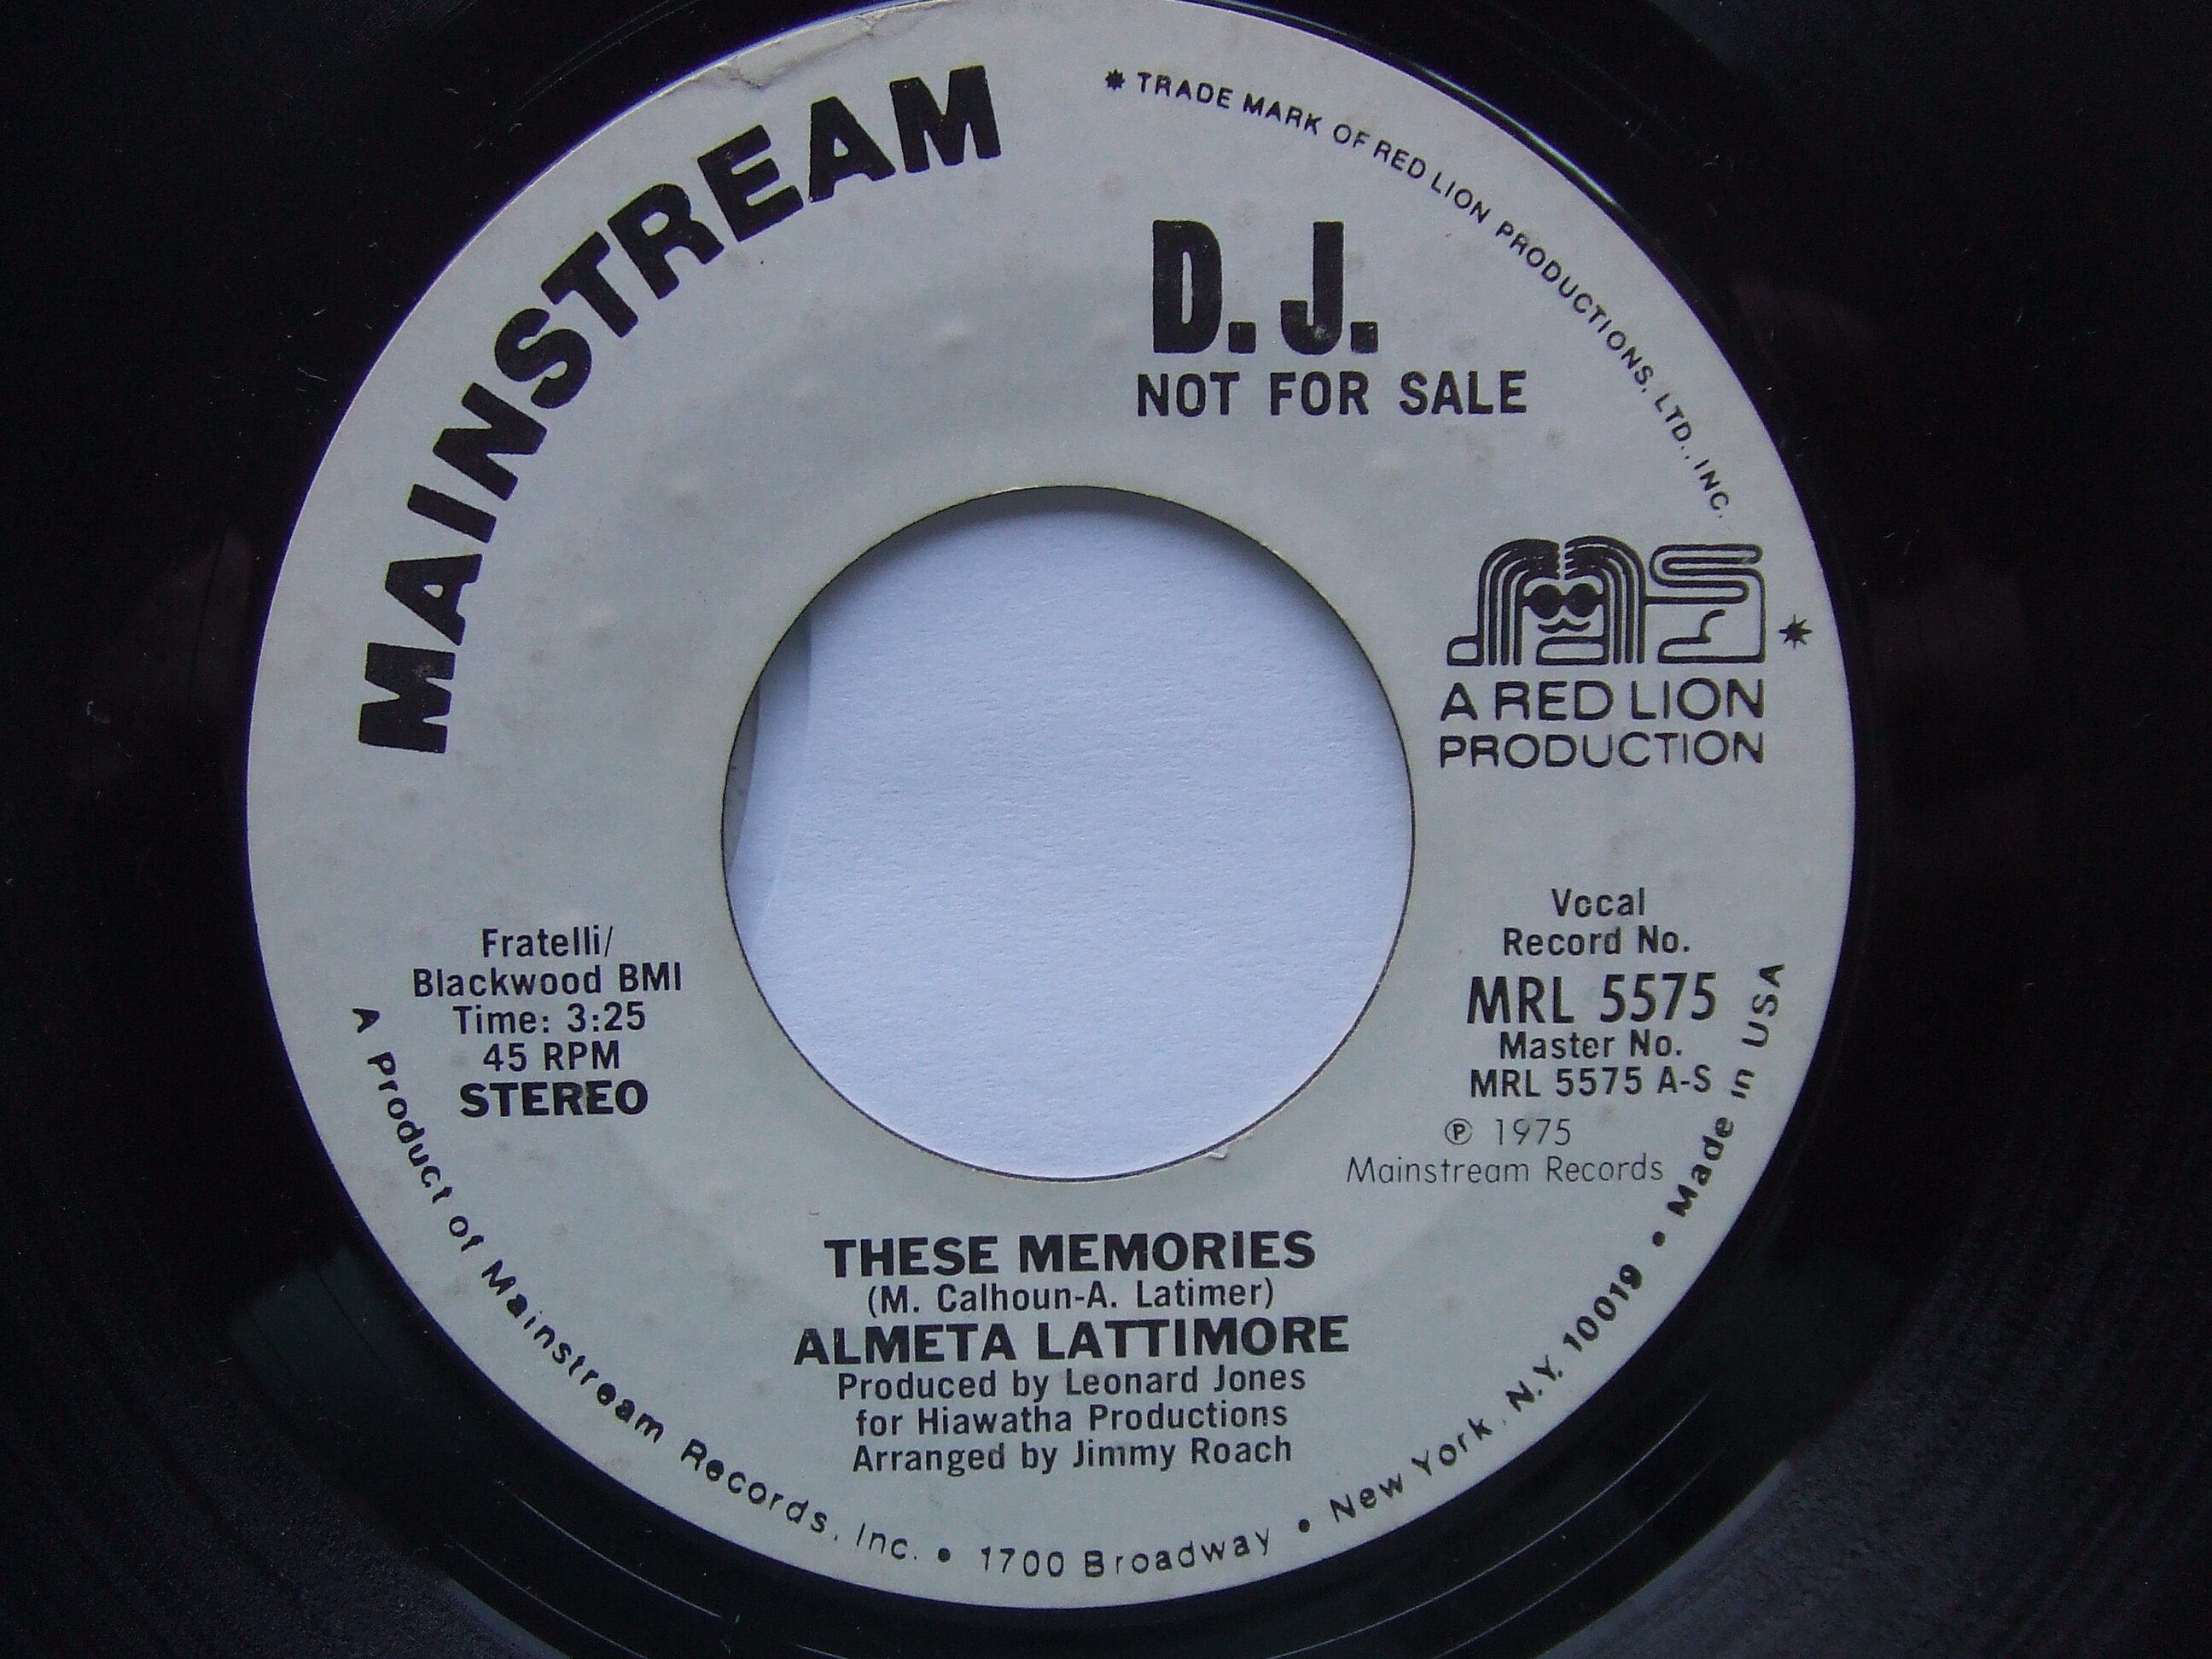 MAINSTREAM
* TRADE MARK OF RED LION PRODUCTIONS, LTD., INC.
D.J.
NOT FOR SALE
MS *
A RED LION
PRODUCTION
Fratelli/
Blackwood BMI
Time: 3:25
45 RPM
STEREO
Vocal
Record No.
MRL 5575
Master No.
MRL 5575 A-S
℗ 1975
Mainstream Records
THESE MEMORIES
(M. Calhoun-A. Latimer)
ALMETA LATTIMORE
Produced by Leonard Jones
for Hiawatha Productions
Arranged by Jimmy Roach
A Product of Mainstream Records, Inc. • 1700 Broadway • New York, N.Y. 10019 • Made in USA